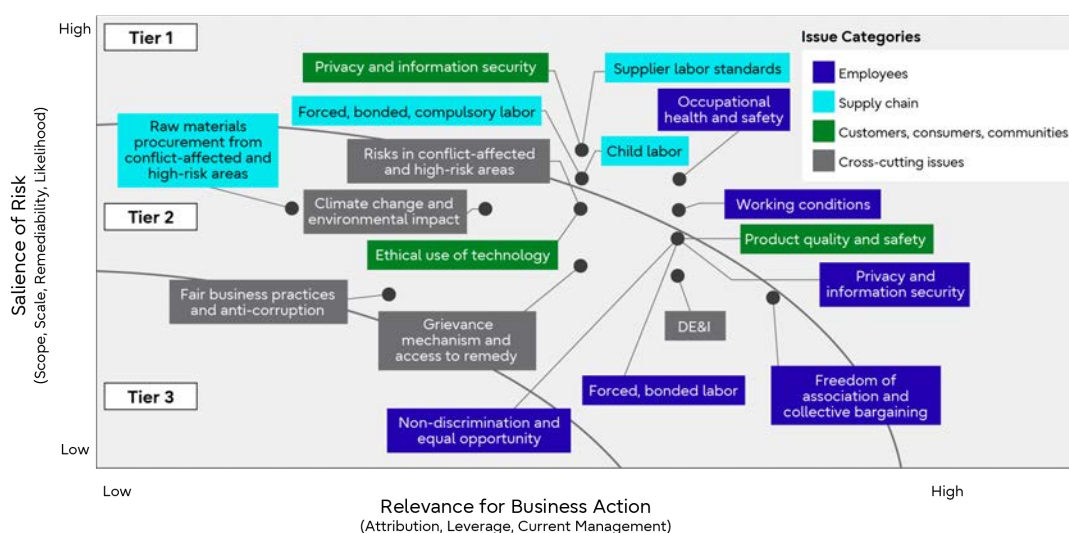 High
Tier 1
Issue Categories
Employees
Supply chain
Customers, consumers, communities
Cross-cutting issues
Privacy and information security
Supplier labor standards
Forced, bonded, compulsory labor
Occupational
health and safety
Raw materials
procurement from
conflict-affected and
high-risk areas
Risks in conflict-affected
and high-risk areas
Child labor
Tier 2
Climate change and
environmental impact
Working conditions
Ethical use of technology
Product quality and safety
Privacy and
information security
Fair business practices
and anti-corruption
Grievance
mechanism and
access to remedy
DE&I
Tier 3
Forced, bonded labor
Freedom of
association and
collective bargaining
Non-discrimination and
equal opportunity
Low
Salience of Risk
(Scope, Scale, Remediability, Likelihood)
Low
High
Relevance for Business Action
(Attribution, Leverage, Current Management)